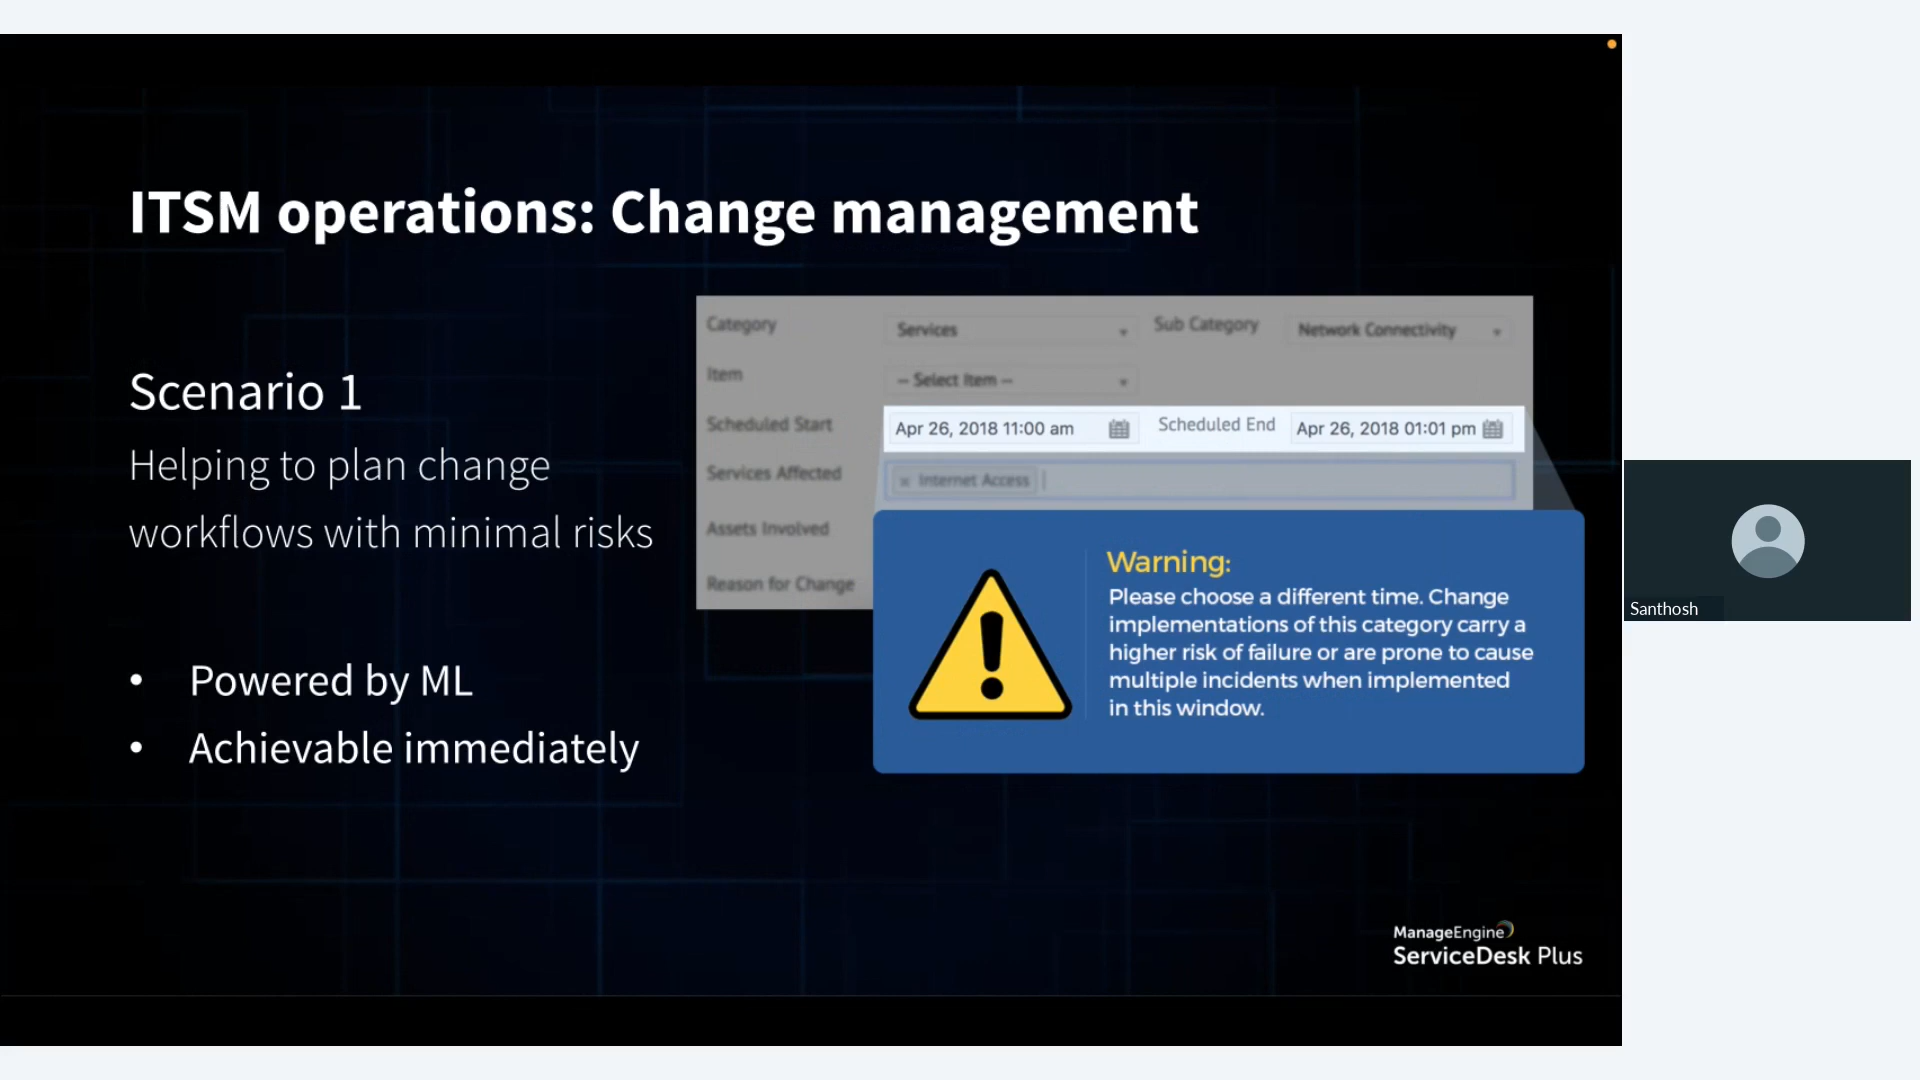 ITSM operations: Change management
Scenario 1
Helping to plan change
workflows with minimal risks
• Powered by ML
• Achievable immediately
Category Services Sub Category Network Connectivity
Item -- Select Item --
Scheduled Start Apr 26, 2018 11:00 am Scheduled End Apr 26, 2018 01:01 pm
Services Affected × Internet Access
Assets Involved
Reason for Change
Warning:
Please choose a different time. Change
implementations of this category carry a
higher risk of failure or are prone to cause
multiple incidents when implemented
in this window.
ManageEngine
ServiceDesk Plus
Santhosh